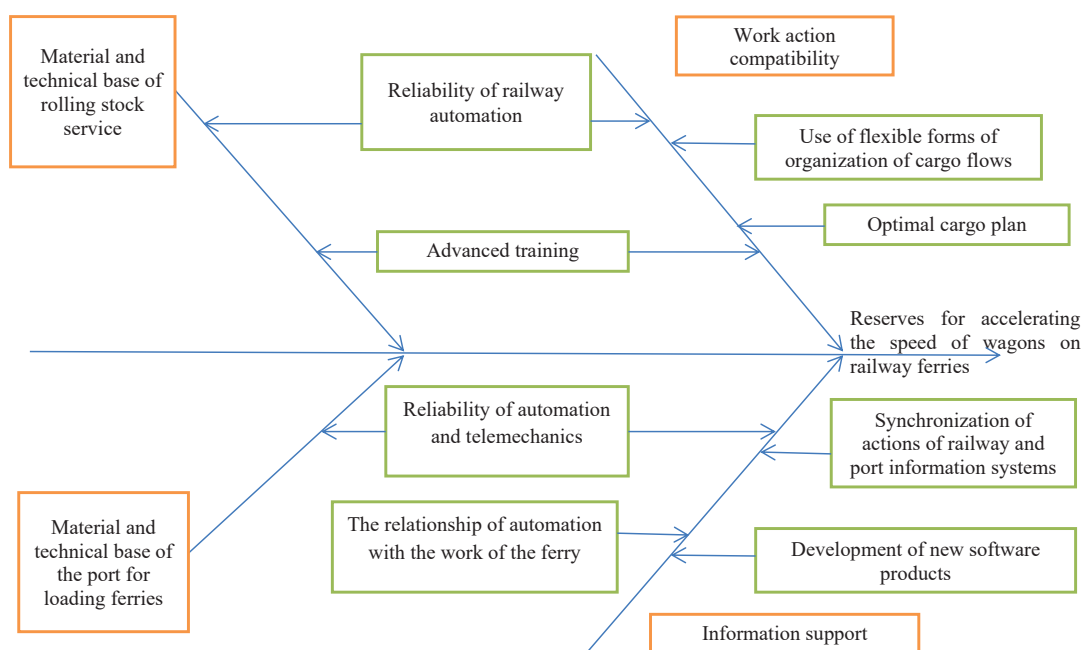 Material and
technical base of
rolling stock
service
Reliability of railway
automation
Work action
compatibility
Use of flexible forms of
organization of cargo flows
Optimal cargo plan
Advanced training
Reserves for accelerating
the speed of wagons on
railway ferries
Reliability of automation
and telemechanics
Synchronization of
actions of railway and
port information systems
Material and
technical base of
the port for
loading ferries
The relationship of automation
with the work of the ferry
Development of new software
products
Information support